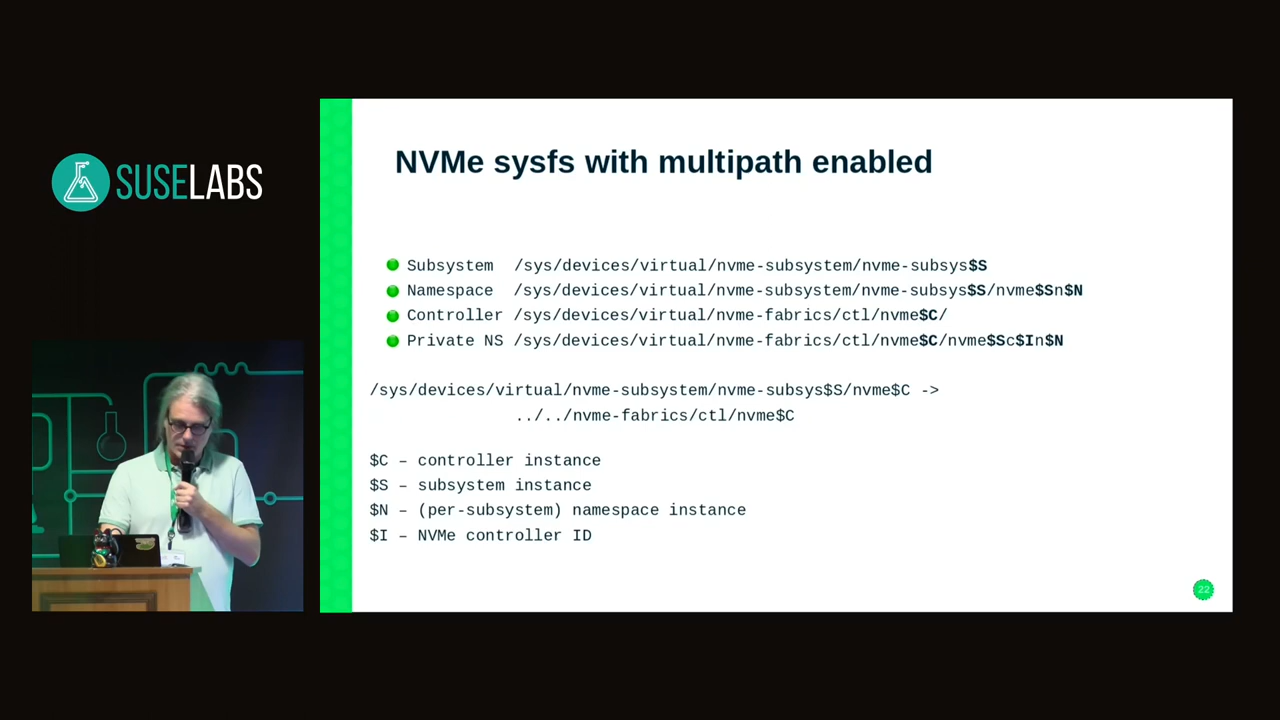 SUSELABS
NVMe sysfs with multipath enabled
Subsystem /sys/devices/virtual/nvme-subsystem/nvme-subsys$S
Namespace /sys/devices/virtual/nvme-subsystem/nvme-subsys$S/nvme$Sn$N
Controller /sys/devices/virtual/nvme-fabrics/ctl/nvme$C/
Private NS /sys/devices/virtual/nvme-fabrics/ctl/nvme$C/nvme$Sc$In$N
/sys/devices/virtual/nvme-subsystem/nvme-subsys$S/nvme$C ->
../../nvme-fabrics/ctl/nvme$C
$C – controller instance
$S – subsystem instance
$N – (per-subsystem) namespace instance
$I – NVMe controller ID
22